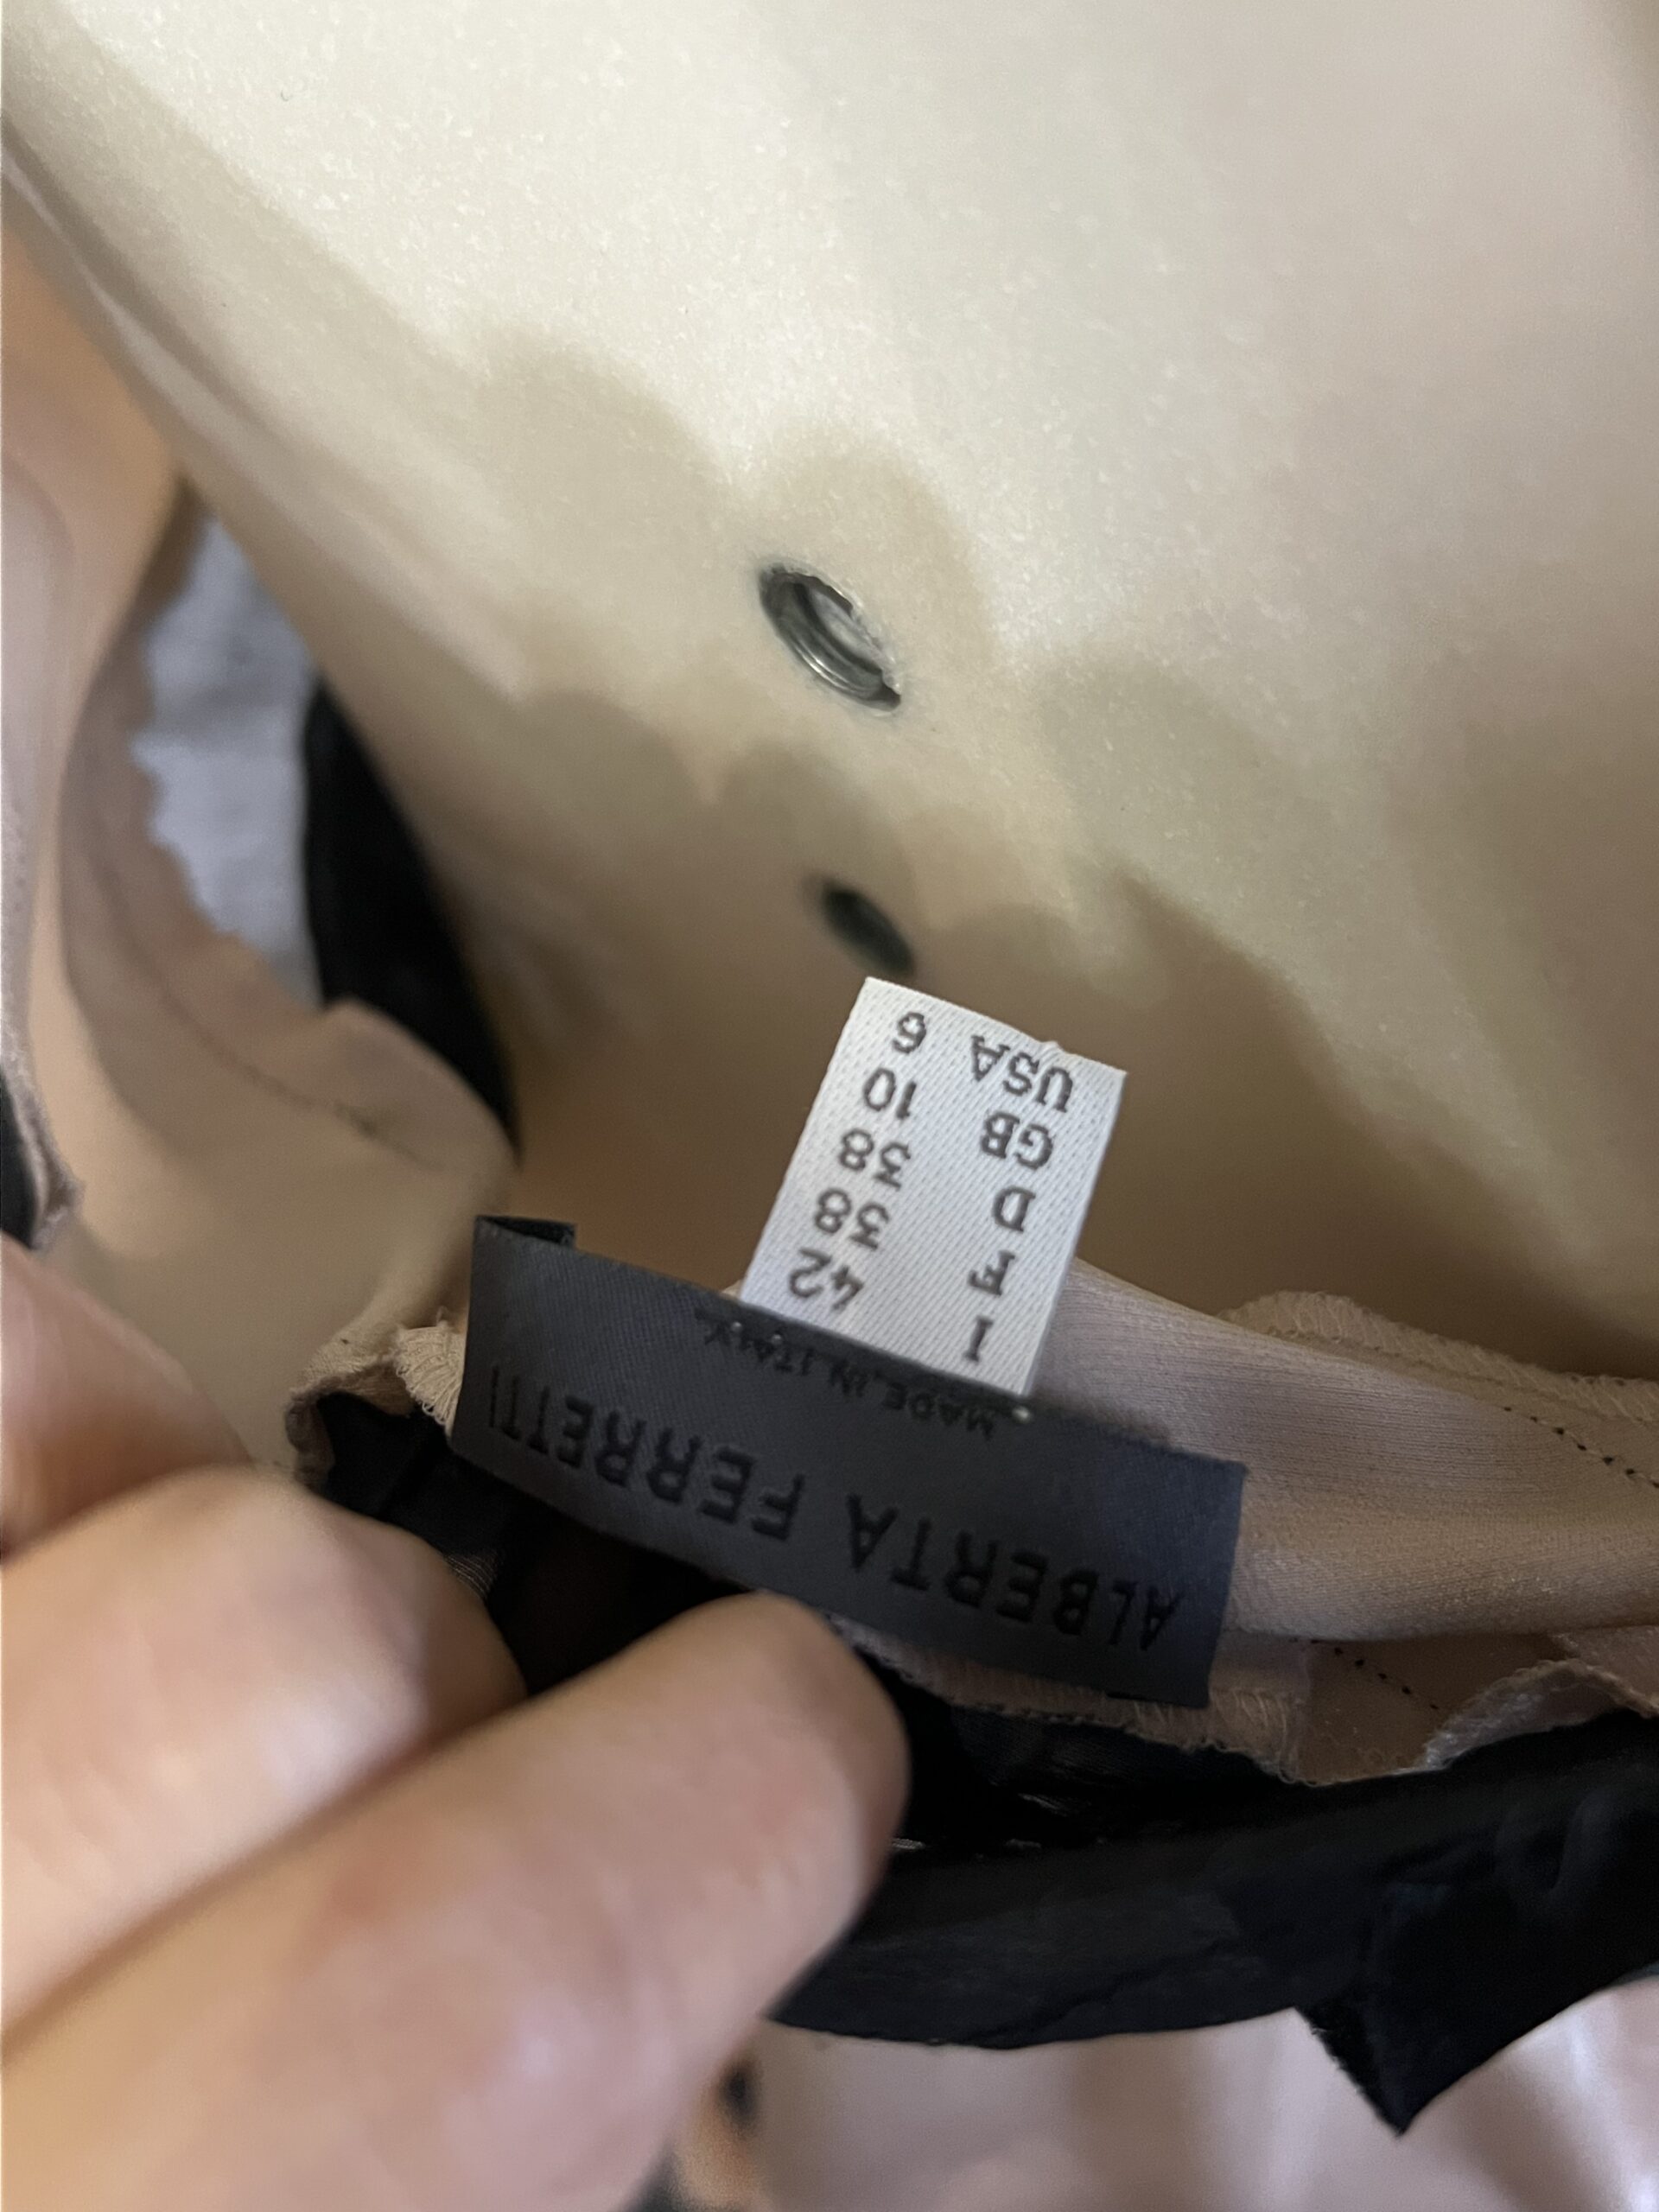 ALBERTA FERRETTI
MADE IN ITALY
I 42
F 38
D 38
GB 10
USA 6